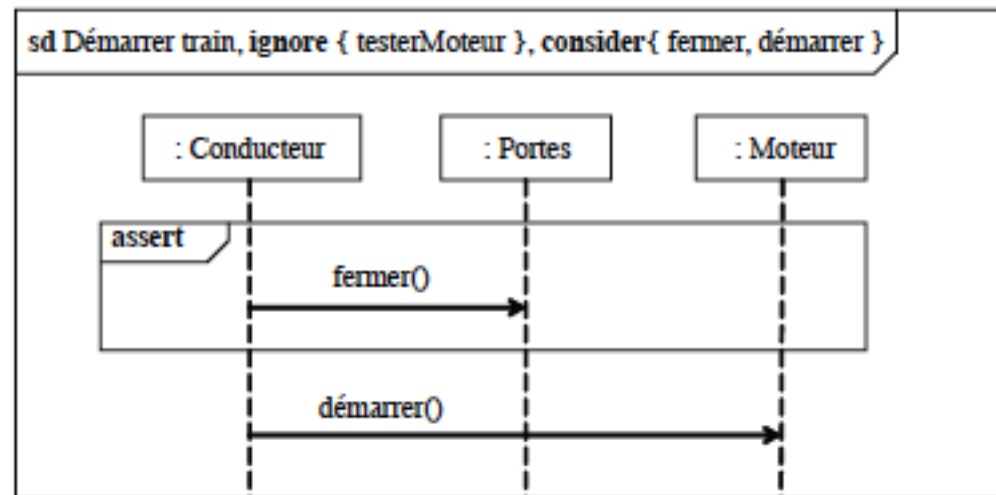 sd Démarrer train, ignore { testerMoteur }, consider{ fermer, démarrer }
: Conducteur
: Portes
: Moteur
assert
fermer()
démarrer()